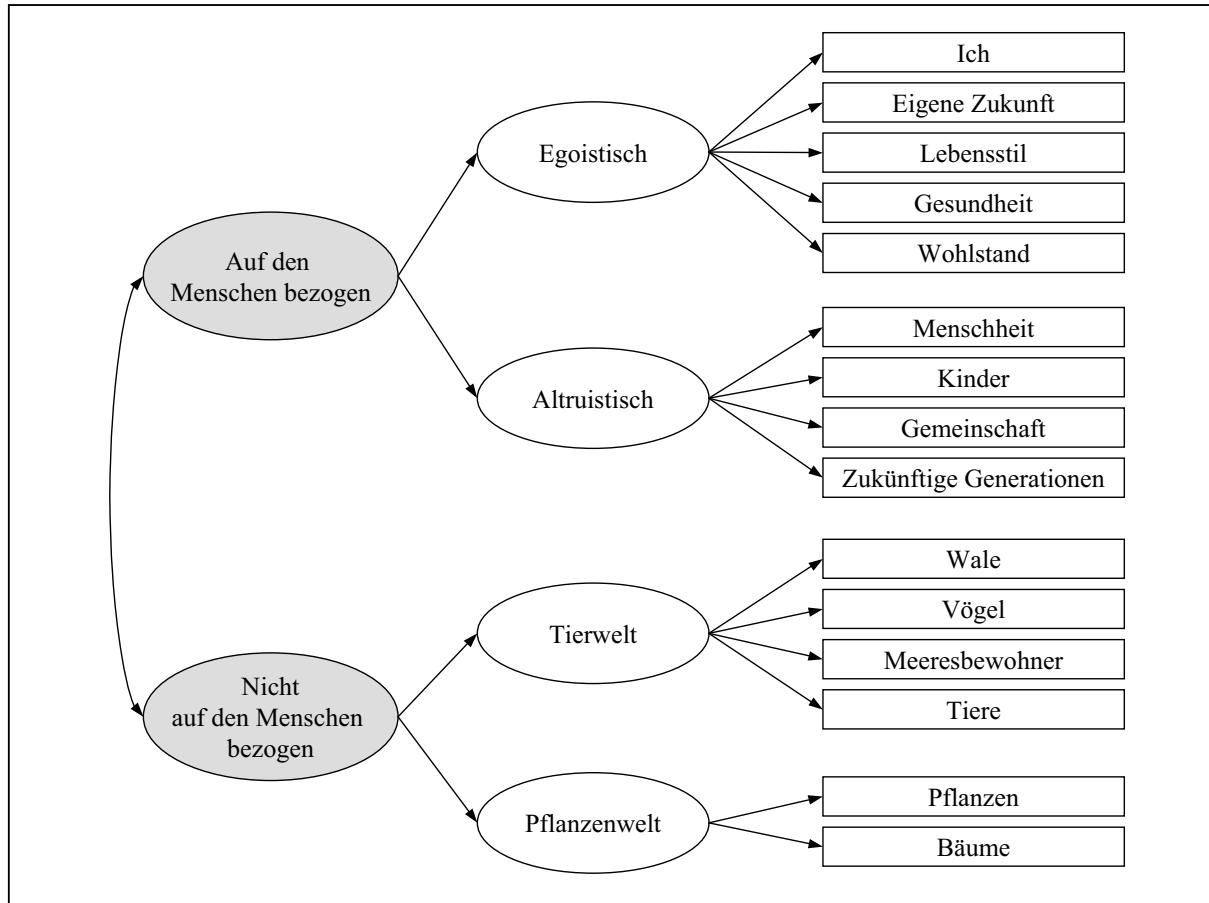 Ich
Eigene Zukunft
Egoistisch
Lebensstil
Gesundheit
Wohlstand
Auf den
Menschen bezogen
Menschheit
Kinder
Altruistisch
Gemeinschaft
Zukünftige Generationen
Wale
Vögel
Tierwelt
Meeresbewohner
Tiere
Nicht
auf den Menschen
bezogen
Pflanzen
Pflanzenwelt
Bäume